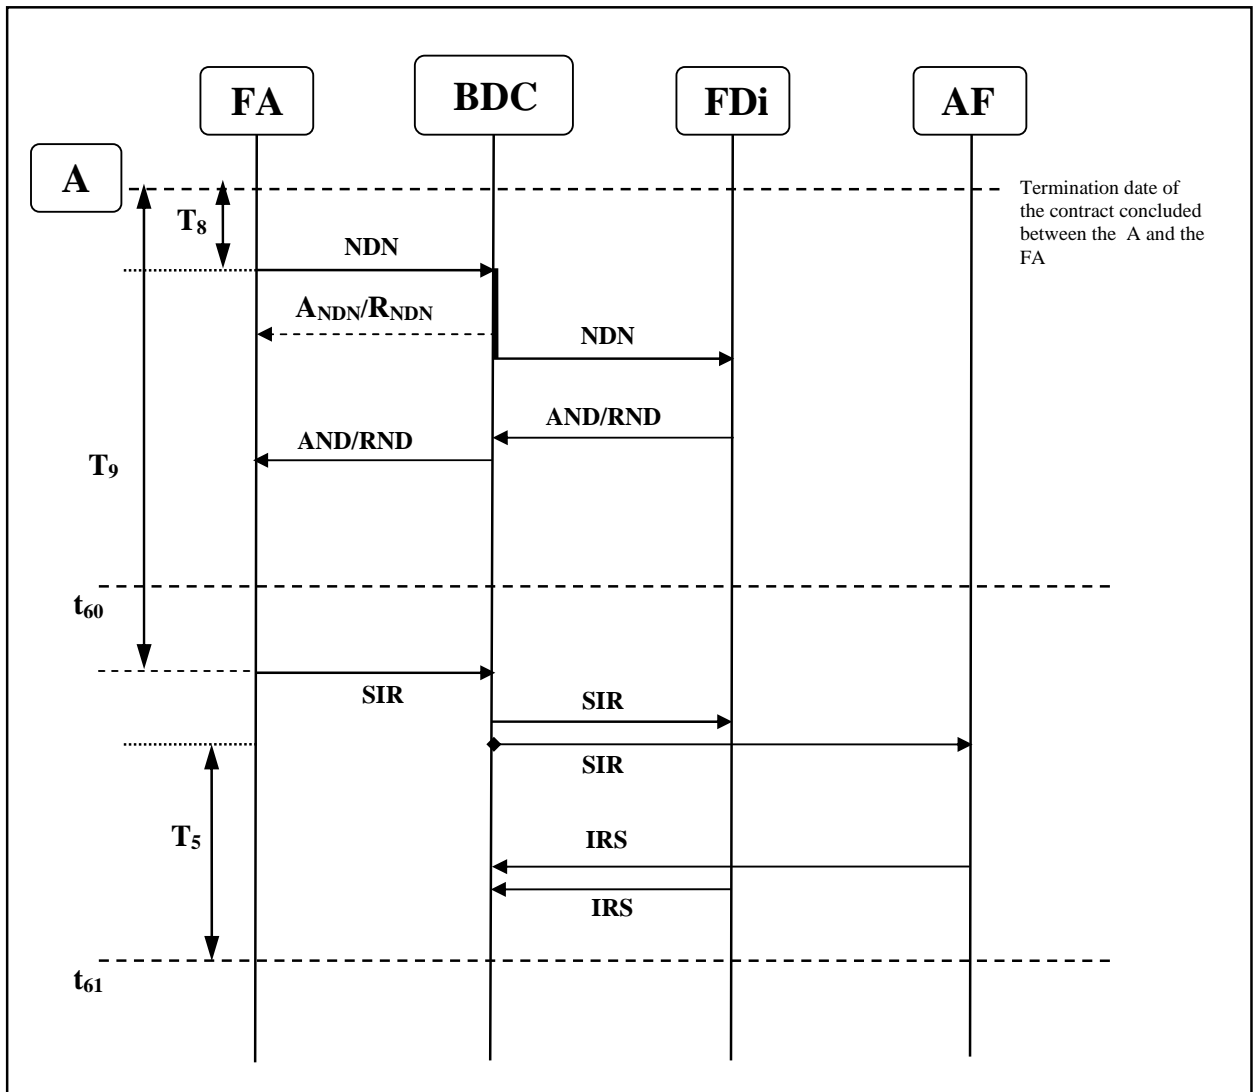 FA
BDC
FDi
AF
A
Termination date of
the contract concluded
between the A and the
FA
T8
NDN
ANDN/RNDN
NDN
AND/RND
AND/RND
T9
t60
SIR
SIR
SIR
T5
IRS
IRS
t61